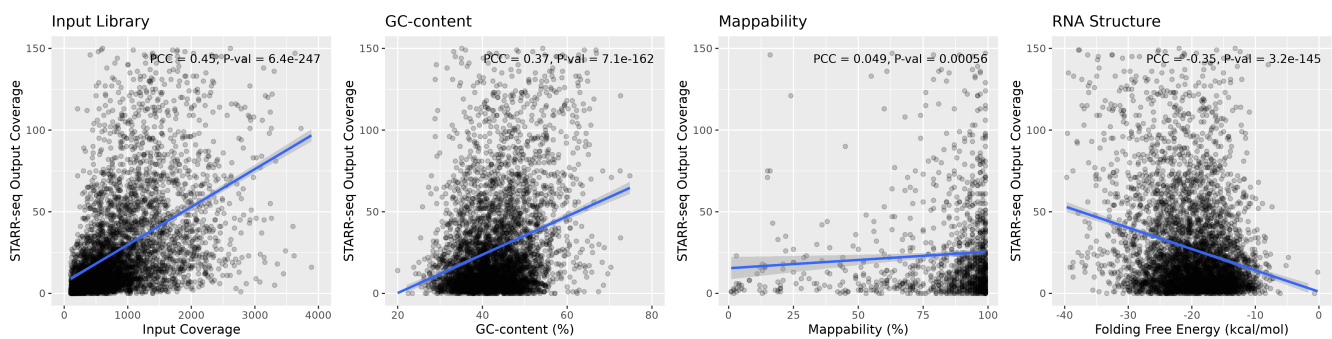 Input Library
PCC = 0.45, P-val = 6.4e-247
STARR-seq Output Coverage
150
100
50
0
0 1000 2000 3000 4000
Input Coverage
GC-content
PCC = 0.37, P-val = 7.1e-162
STARR-seq Output Coverage
150
100
50
0
20 40 60 80
GC-content (%)
Mappability
PCC = 0.049, P-val = 0.00056
STARR-seq Output Coverage
150
100
50
0
0 25 50 75 100
Mappability (%)
RNA Structure
PCC = -0.35, P-val = 3.2e-145
STARR-seq Output Coverage
150
100
50
0
-40 -30 -20 -10 0
Folding Free Energy (kcal/mol)